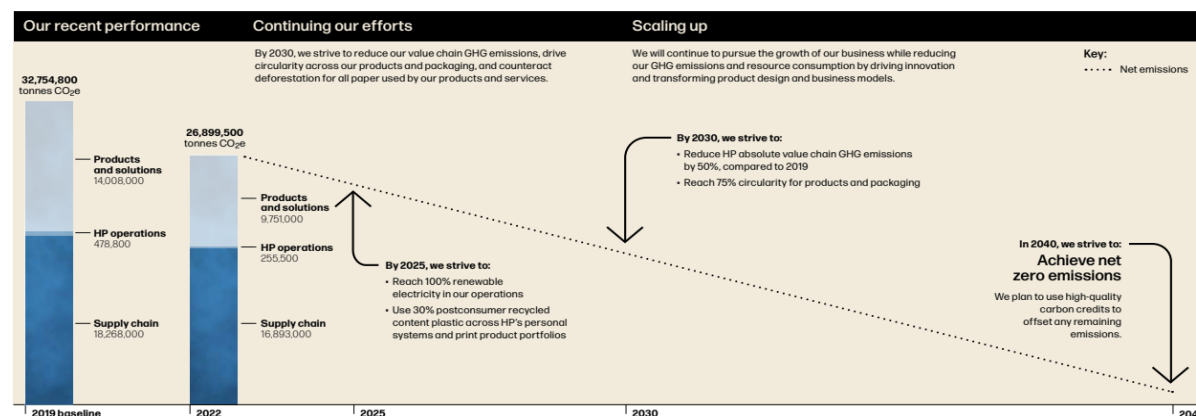 Our recent performance
Continuing our efforts
Scaling up
By 2030, we strive to reduce our value chain GHG emissions, drive
circularity across our products and packaging, and counteract
deforestation for all paper used by our products and services.
We will continue to pursue the growth of our business while reducing
our GHG emissions and resource consumption by driving innovation
and transforming product design and business models.
Key:
Net emissions
32,754,800
tonnes CO2e
Products
and solutions
14,008,000
HP operations
478,800
Supply chain
18,268,000
26,899,500
tonnes CO2e
Products
and solutions
9,751,000
HP operations
255,500
Supply chain
16,893,000
By 2025, we strive to:
• Reach 100% renewable
electricity in our operations
• Use 30% postconsumer recycled
content plastic across HP's personal
systems and print product portfolios
By 2030, we strive to:
• Reduce HP absolute value chain GHG emissions
by 50%, compared to 2019
• Reach 75% circularity for products and packaging
In 2040, we strive to:
Achieve net
zero emissions
We plan to use high-quality
carbon credits to
offset any remaining
emissions.
2019 baseline
2022
2025
2030